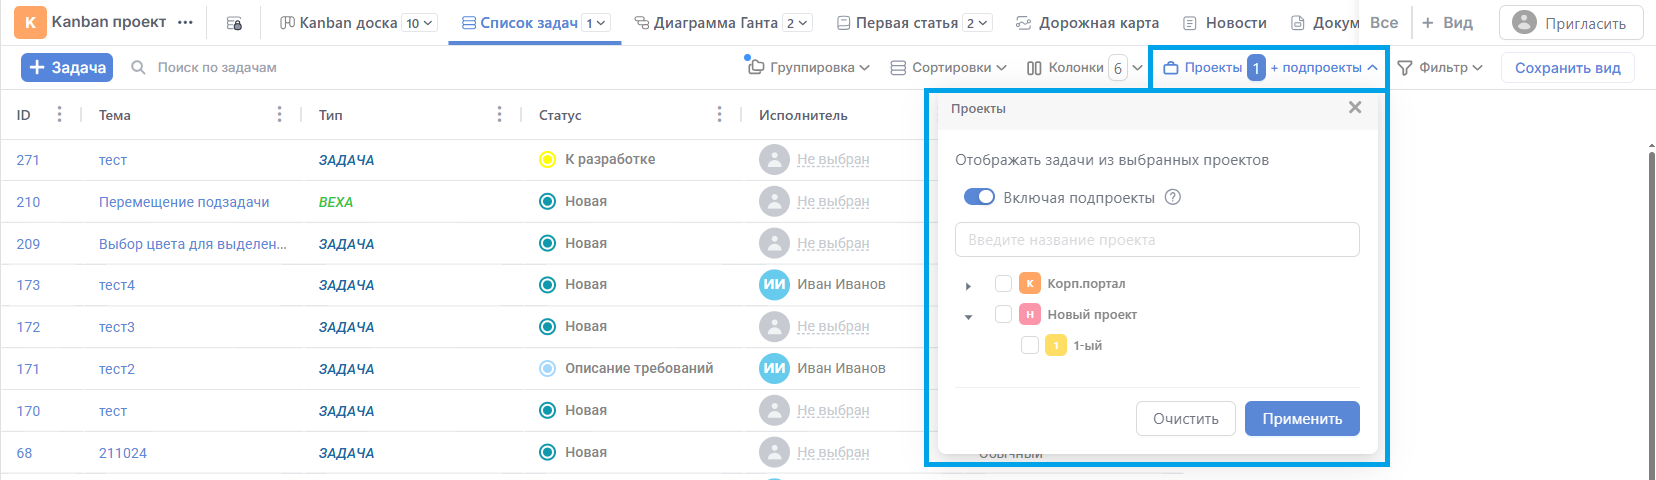 К Kanban проект ••• Kanban доска 10 Список задач 1 Диаграмма Ганта 2 Первая статья 2 Дорожная карта Новости Докум Все + Вид Пригласить
+ Задача Поиск по задачам Группировка Сортировки Колонки 6 Проекты 1 + подпроекты Фильтр Сохранить вид
ID Тема Тип Статус Исполнитель
271 тест ЗАДАЧА К разработке Не выбран
210 Перемещение подзадачи ВЕХА Новая Не выбран
209 Выбор цвета для выделен... ЗАДАЧА Новая Не выбран
173 тест4 ЗАДАЧА Новая ИИ Иван Иванов
172 тест3 ЗАДАЧА Новая Не выбран
171 тест2 ЗАДАЧА Описание требований ИИ Иван Иванов
170 тест ЗАДАЧА Новая Не выбран
68 211024 ЗАДАЧА Новая Не выбран Обычный
Проекты
Отображать задачи из выбранных проектов
Включая подпроекты ?
Введите название проекта
К Корп.портал
Н Новый проект
1 1-ый
Очистить Применить